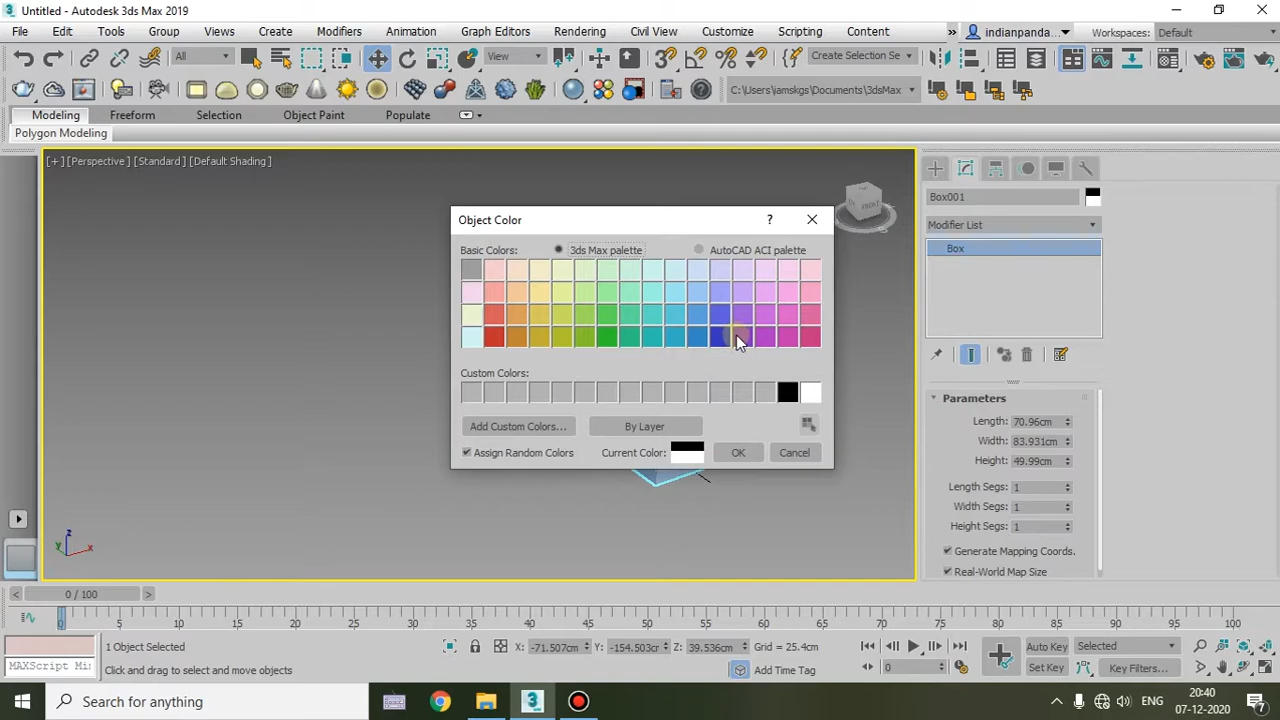 Untitled - Autodesk 3ds Max 2019
File Edit Tools Group Views Create Modifiers Animation Graph Editors Rendering Civil View Customize Scripting Content » indianpanda... Workspaces: Default
All View Create Selection Se
C:\Users\iamskgs\Documents\3dsMax
Modeling Freeform Selection Object Paint Populate
Polygon Modeling
[+] [Perspective] [Standard] [Default Shading]
FRONT
Object Color ?
Basic Colors: 3ds Max palette AutoCAD ACI palette
Custom Colors:
Add Custom Colors... By Layer
Assign Random Colors Current Color: OK Cancel
Box001
Modifier List
Box
Parameters
Length: 70.96cm
Width: 83.931cm
Height: 49.99cm
Length Segs: 1
Width Segs: 1
Height Segs: 1
Generate Mapping Coords.
Real-World Map Size
z
y x
< 0 / 100 >
0 5 10 15 20 25 30 35 40 45 50 55 60 65 70 75 80 85 90 95 100
1 Object Selected X: -71.507cm Y: -154.503cr Z: 39.536cm Grid = 25.4cm Auto Key Selected
MAXScript Mi: Click and drag to select and move objects Add Time Tag 0 Set Key Key Filters...
Search for anything ENG 20:40
07-12-2020 7